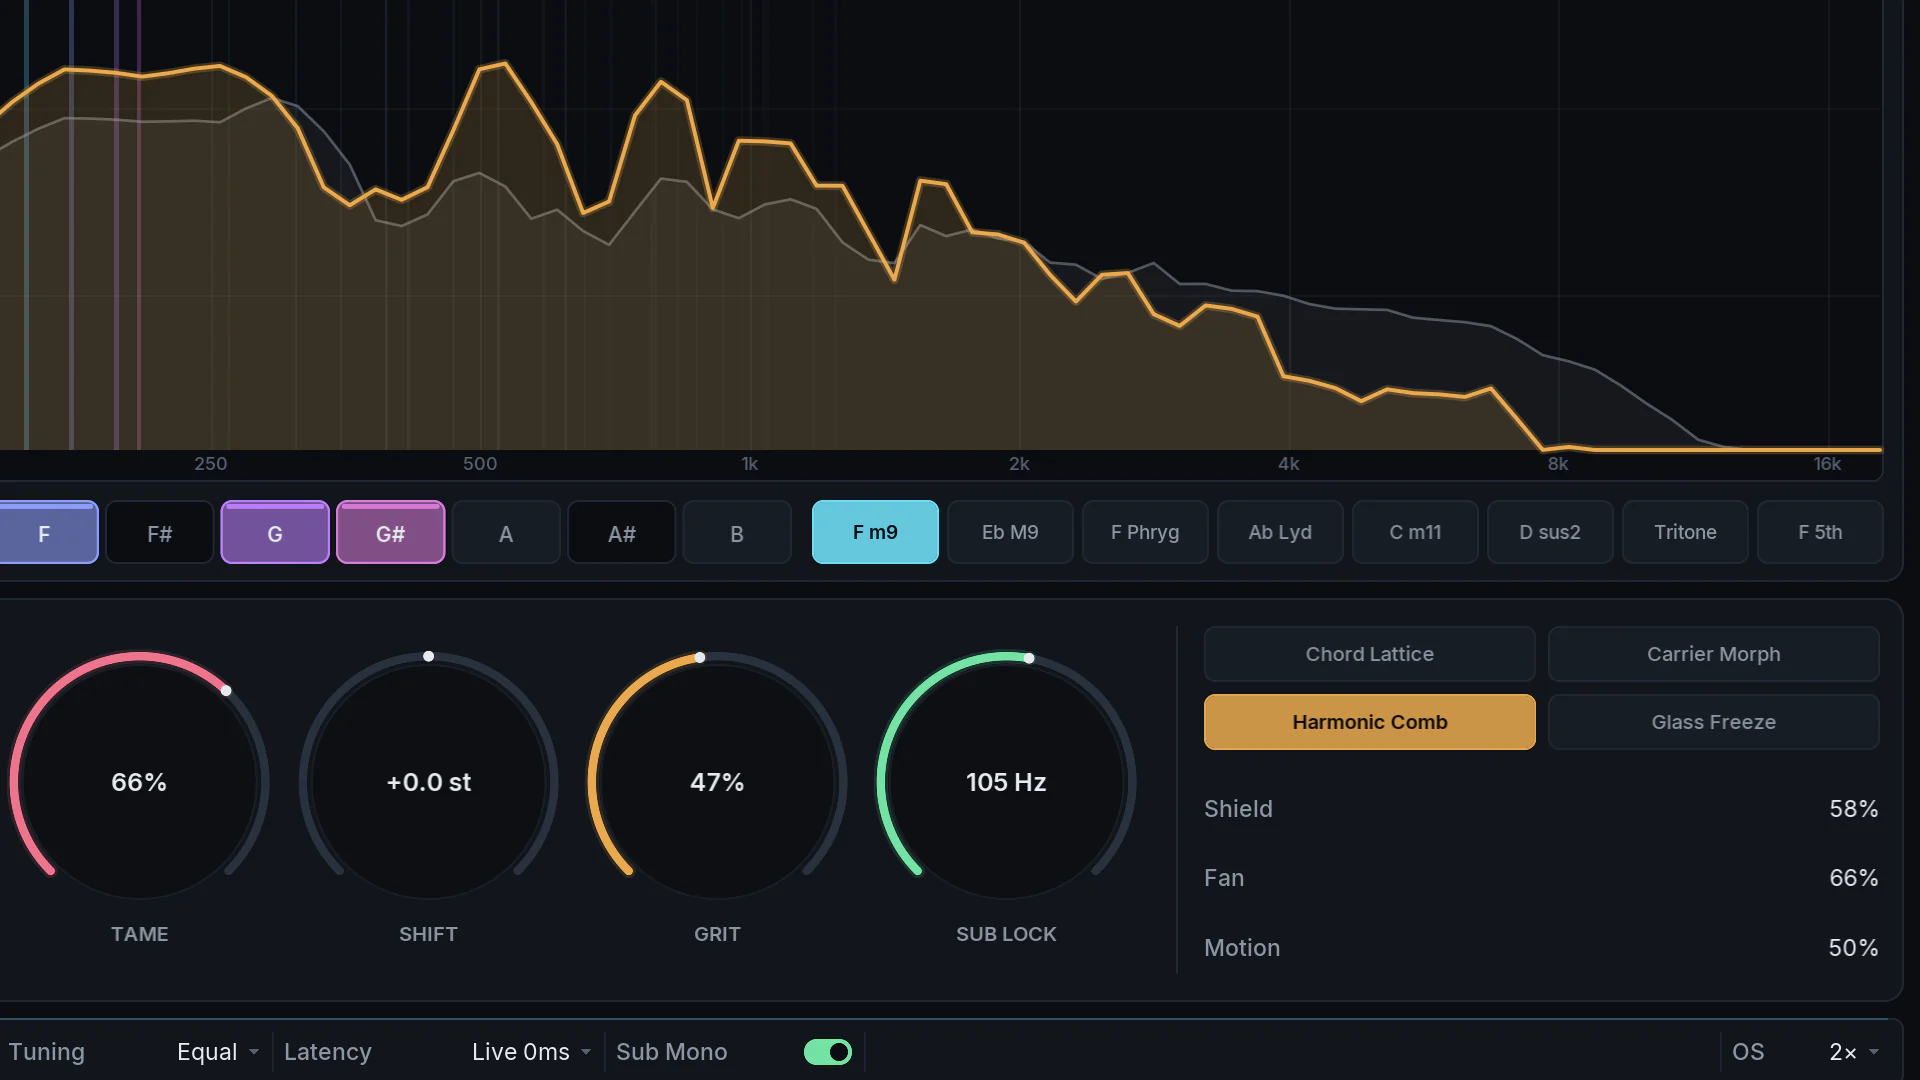 250 500 1k 2k 4k 8k 16k
F F# G G# A A# B F m9 Eb M9 F Phryg Ab Lyd C m11 D sus2 Tritone F 5th
Chord Lattice Carrier Morph
Harmonic Comb Glass Freeze
66% +0.0 st 47% 105 Hz
Shield 58%
Fan 66%
TAME SHIFT GRIT SUB LOCK
Motion 50%
Tuning Equal Latency Live 0ms Sub Mono OS 2×